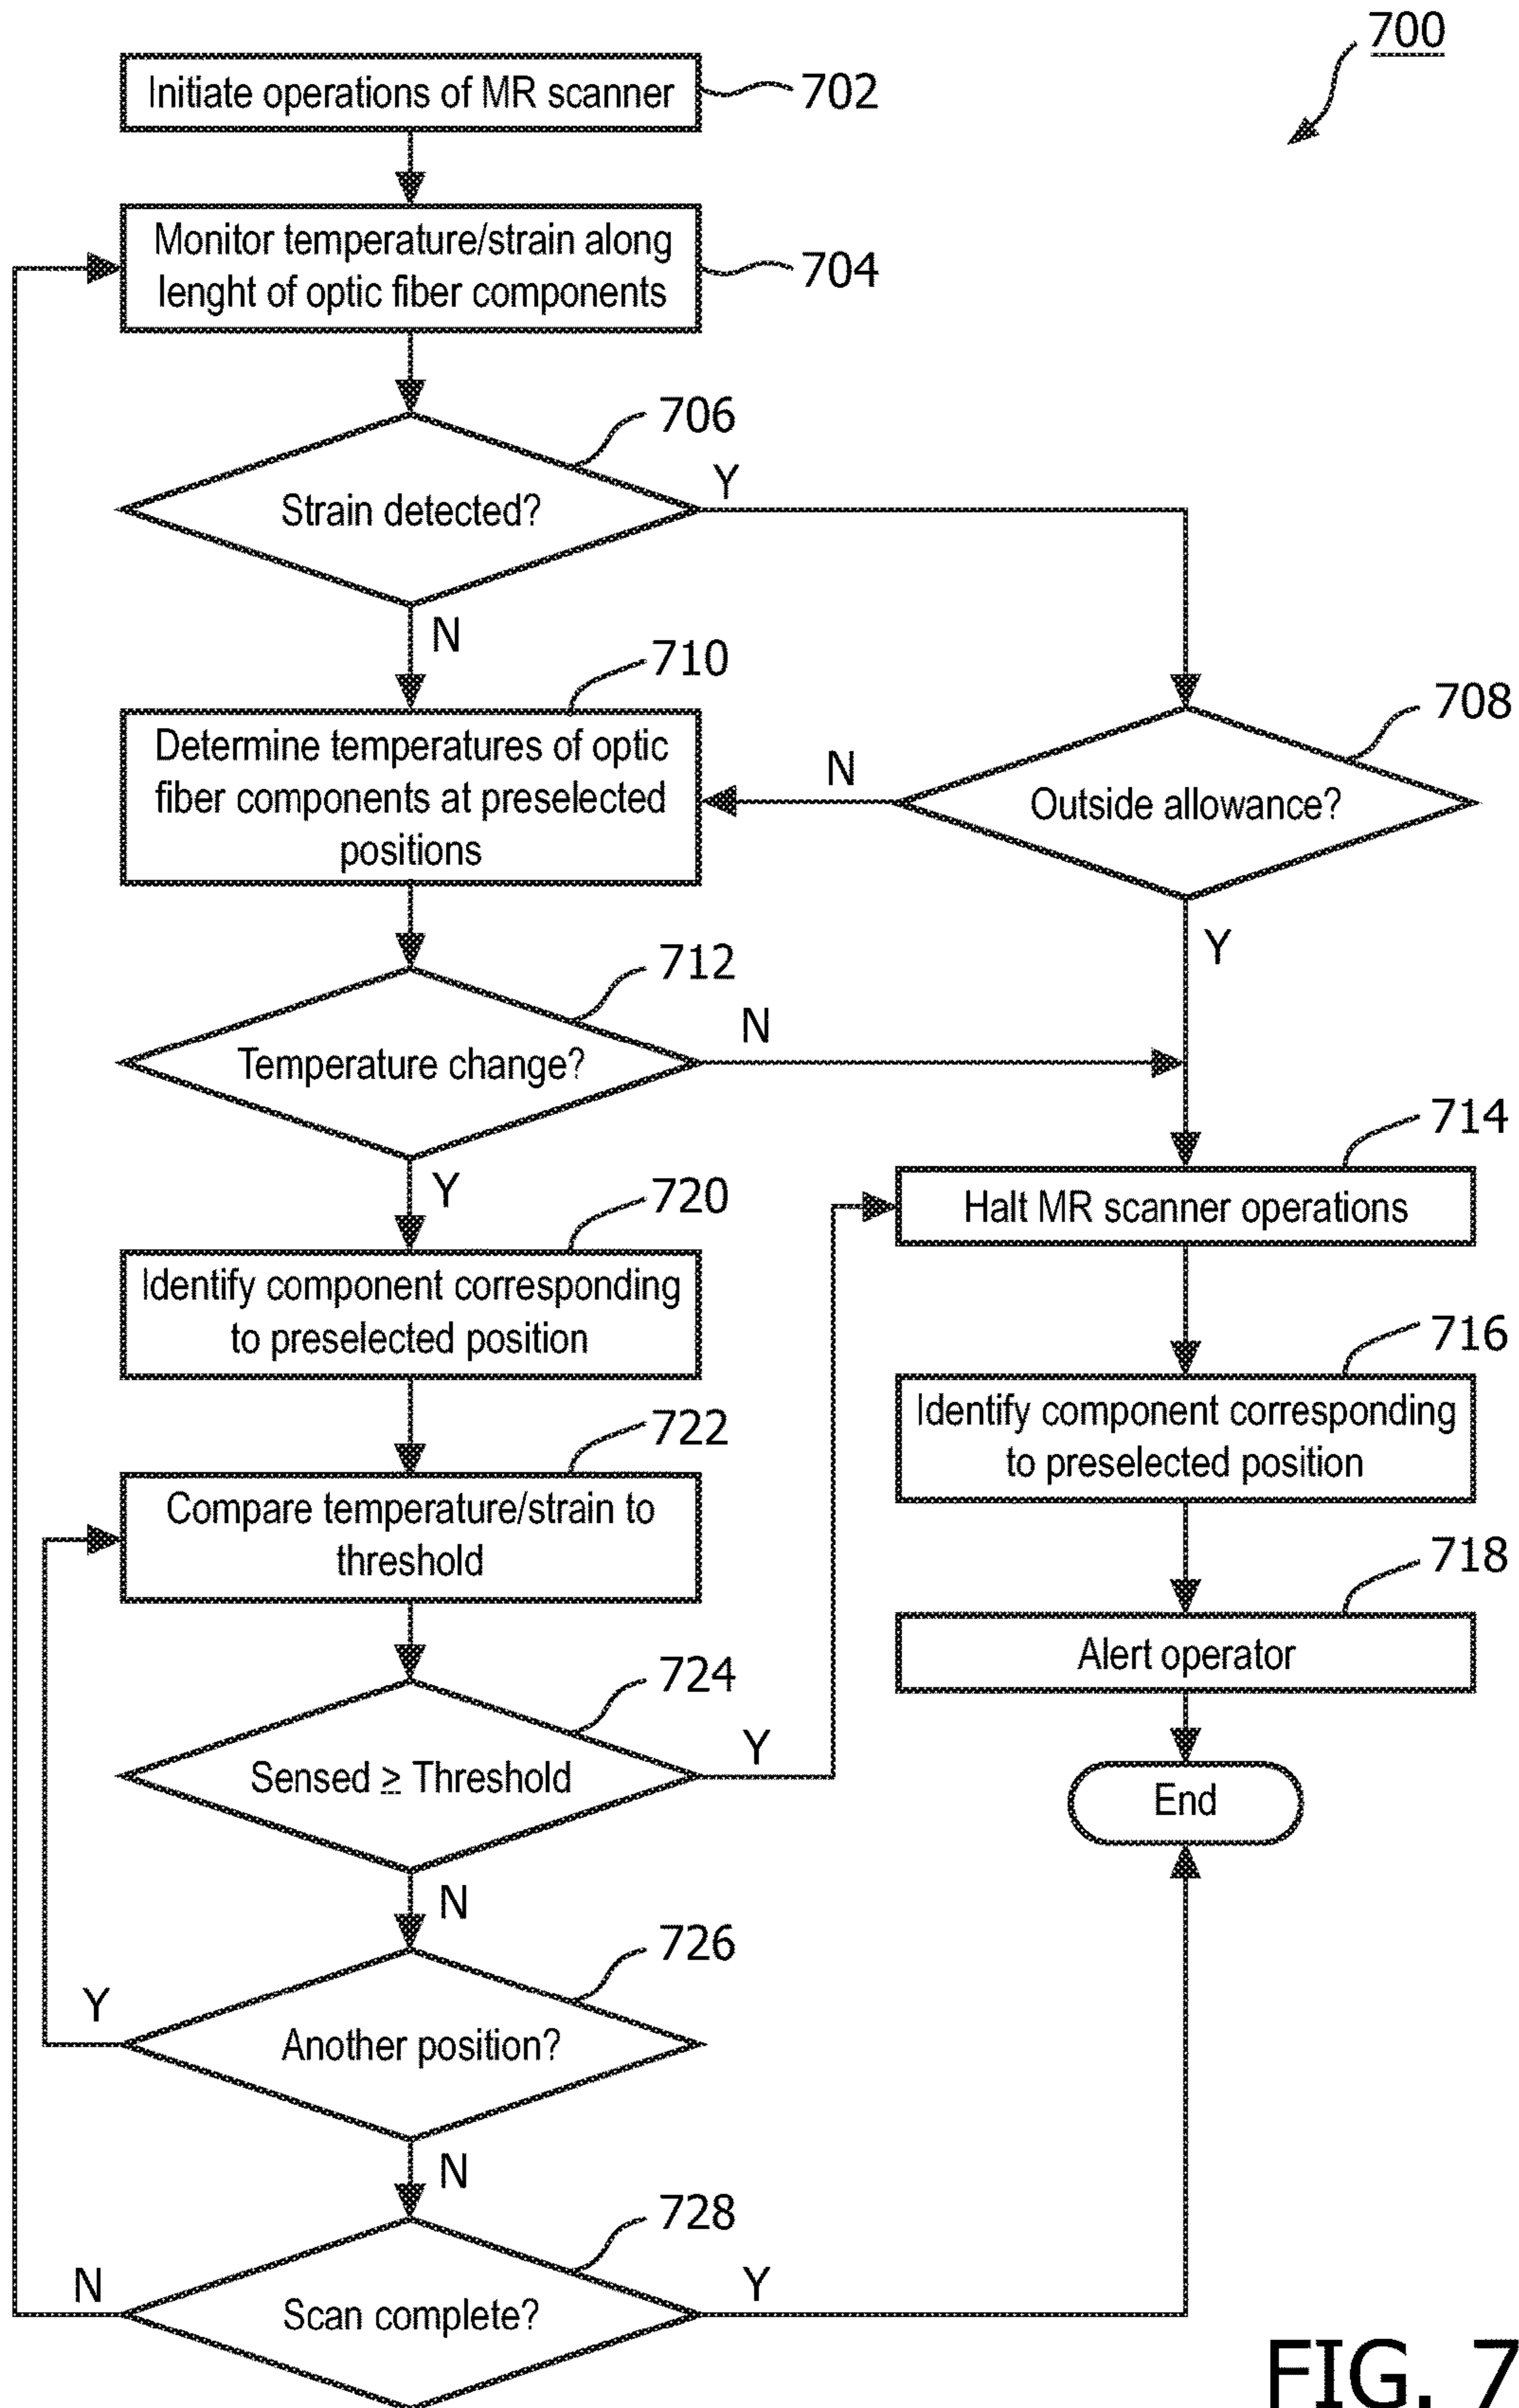 700
Initiate operations of MR scanner
702
Monitor temperature/strain along
lenght of optic fiber components
704
706
Strain detected?
Y
N
710
Determine temperatures of optic
fiber components at preselected
positions
708
Outside allowance?
N
Y
712
Temperature change?
N
Y
714
Halt MR scanner operations
720
Identify component corresponding
to preselected position
716
Identify component corresponding
to preselected position
722
Compare temperature/strain to
threshold
718
Alert operator
724
Sensed ≥ Threshold
Y
N
End
726
Another position?
Y
N
728
Scan complete?
N
Y
FIG. 7